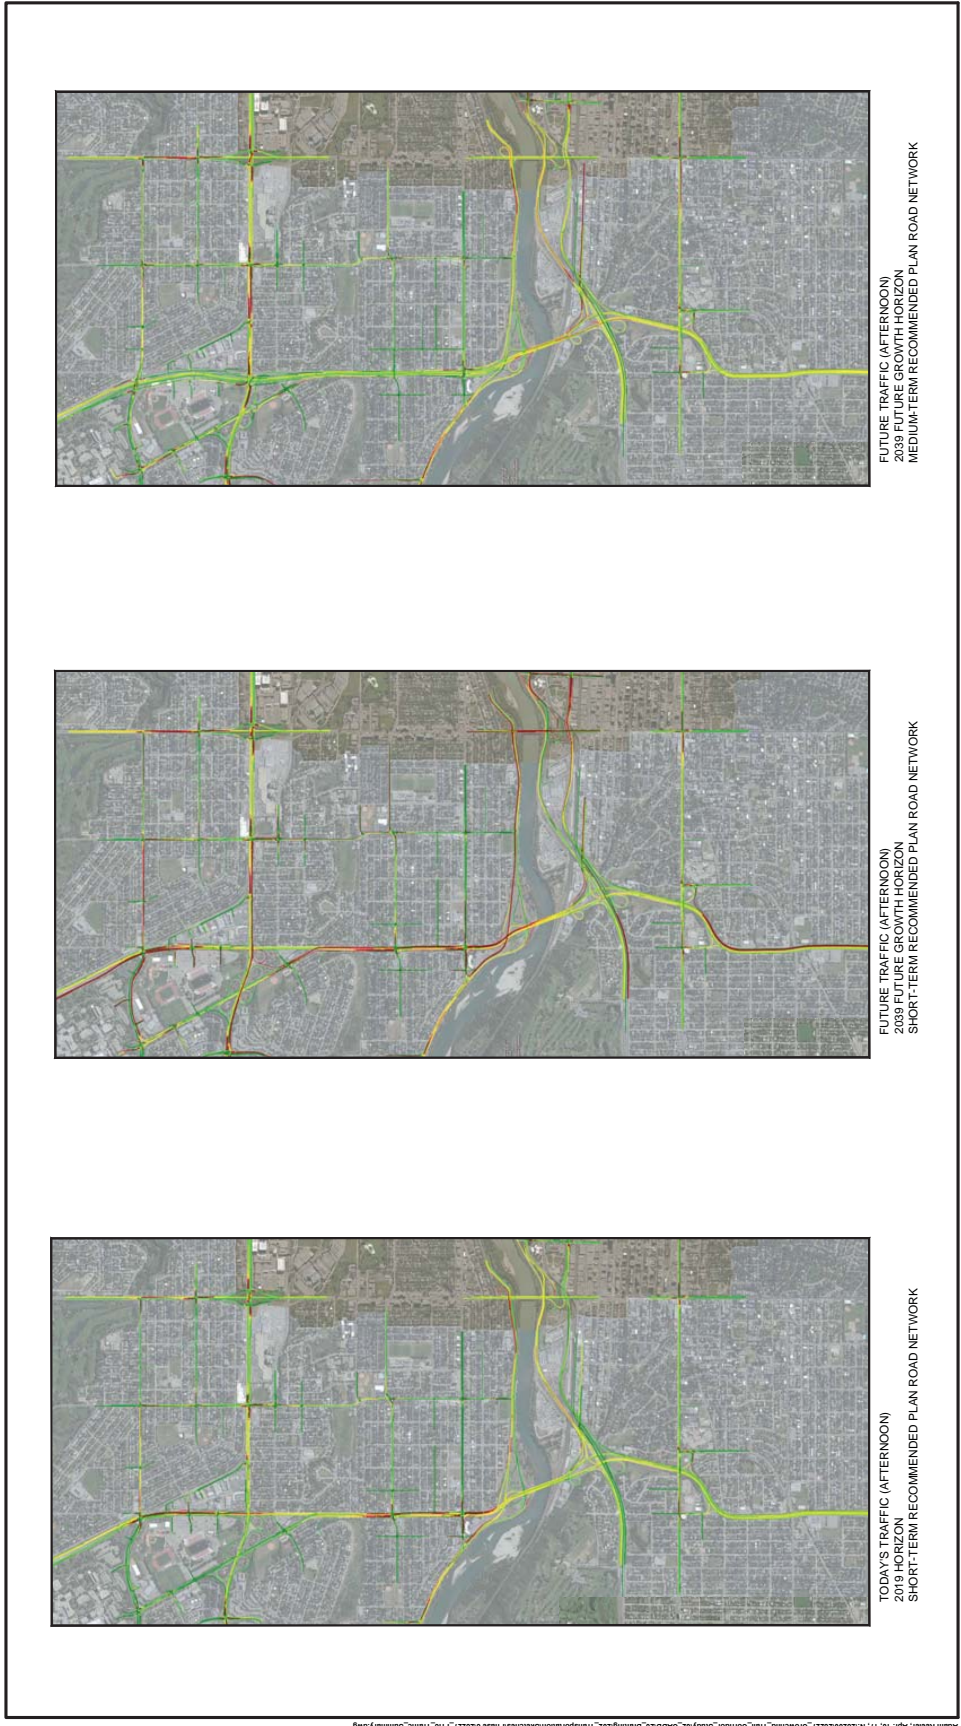 FUTURE TRAFFIC (AFTERNOON)
2039 FUTURE GROWTH HORIZON
MEDIUM-TERM RECOMMENDED PLAN ROAD NETWORK
FUTURE TRAFFIC (AFTERNOON)
2039 FUTURE GROWTH HORIZON
SHORT-TERM RECOMMENDED PLAN ROAD NETWORK
TODAY'S TRAFFIC (AFTERNOON)
2019 HORIZON
SHORT-TERM RECOMMENDED PLAN ROAD NETWORK